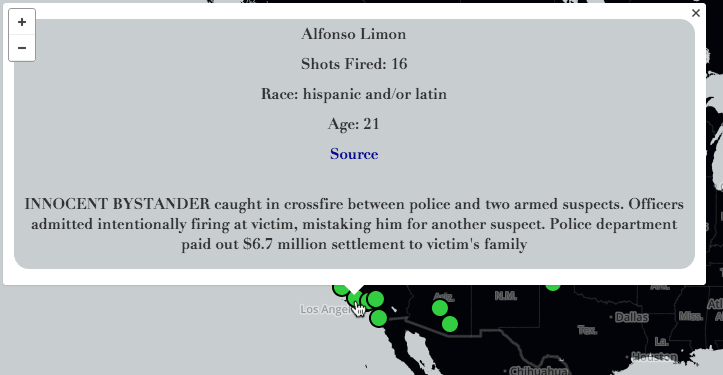 +
×
−
Alfonso Limon
Shots Fired: 16
Race: hispanic and/or latin
Age: 21
Source
INNOCENT BYSTANDER caught in crossfire between police and two armed suspects. Officers
admitted intentionally firing at victim, mistaking him for another suspect. Police department
paid out $6.7 million settlement to victim's family
Los Ange
Ariz.
N.M.
Tex.
Dallas
Miss.
La.
Houston
Chihuahua